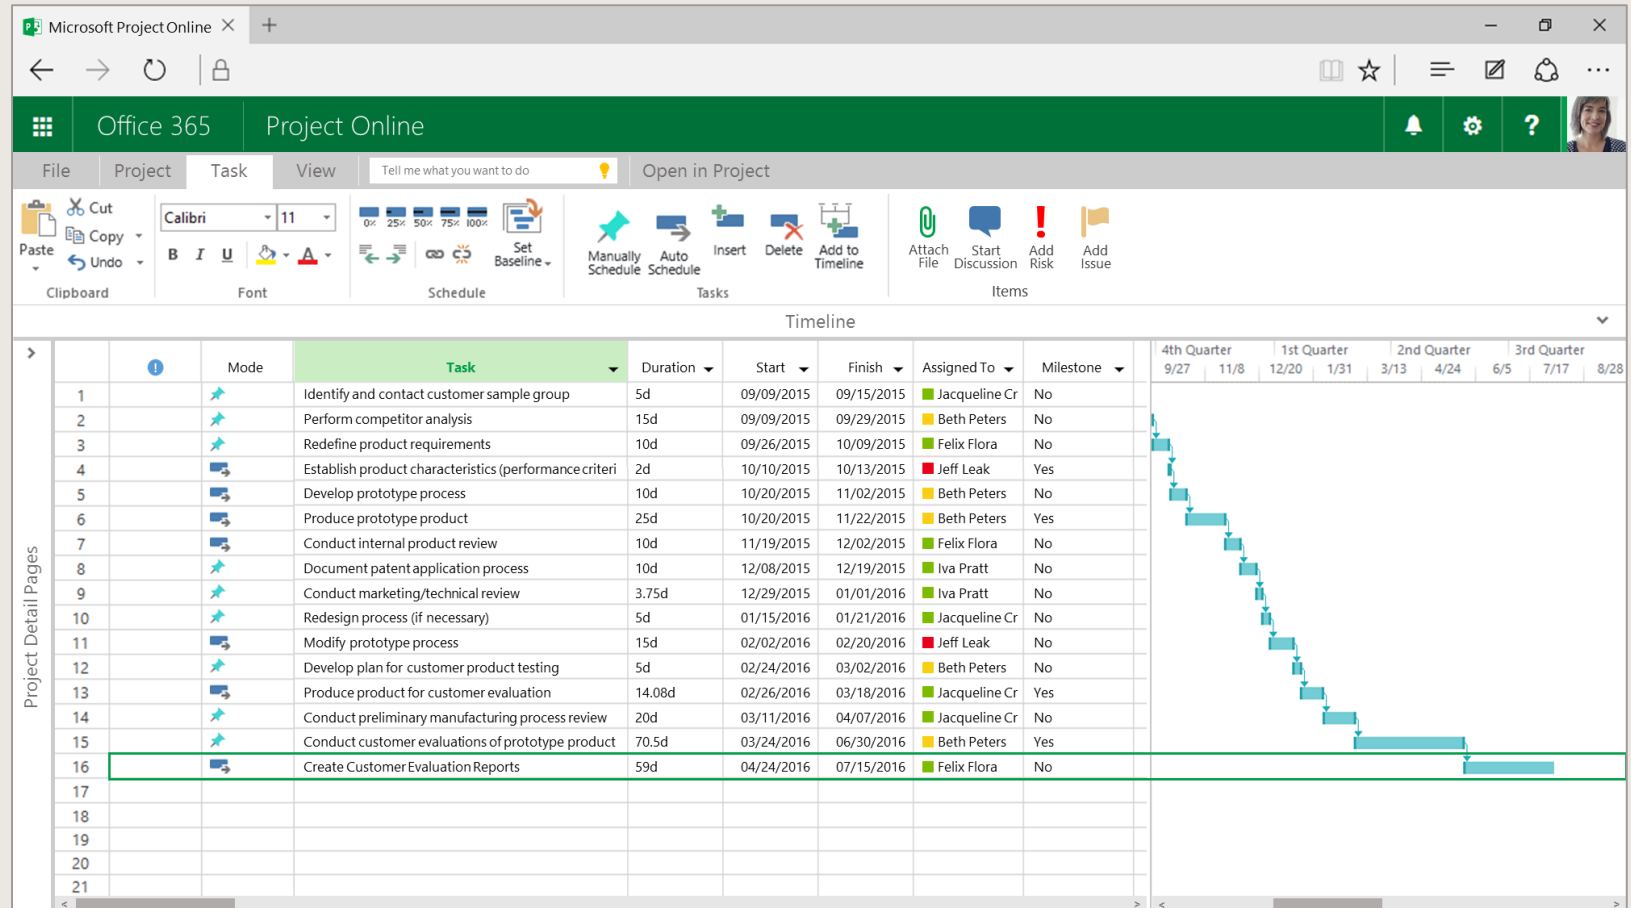 Microsoft Project Online
Office 365 Project Online
File Project Task View Tell me what you want to do Open in Project
Paste Cut Copy Undo
Clipboard
Calibri 11
B I U A
Font
0% 25% 50% 75% 100%
Set Baseline
Schedule
Manually Schedule
Auto Schedule
Insert
Delete
Add to Timeline
Tasks
Attach File
Start Discussion
Add Risk
Add Issue
Items
Timeline
Project Detail Pages
Mode Task Duration Start Finish Assigned To Milestone
1 Identify and contact customer sample group 5d 09/09/2015 09/15/2015 Jacqueline Cr No
2 Perform competitor analysis 15d 09/09/2015 09/29/2015 Beth Peters No
3 Redefine product requirements 10d 09/26/2015 10/09/2015 Felix Flora No
4 Establish product characteristics (performance criteri 2d 10/10/2015 10/13/2015 Jeff Leak Yes
5 Develop prototype process 10d 10/20/2015 11/02/2015 Beth Peters No
6 Produce prototype product 25d 10/20/2015 11/22/2015 Beth Peters Yes
7 Conduct internal product review 10d 11/19/2015 12/02/2015 Felix Flora No
8 Document patent application process 10d 12/08/2015 12/19/2015 Iva Pratt No
9 Conduct marketing/technical review 3.75d 12/29/2015 01/01/2016 Iva Pratt No
10 Redesign process (if necessary) 5d 01/15/2016 01/21/2016 Jacqueline Cr No
11 Modify prototype process 15d 02/02/2016 02/20/2016 Jeff Leak No
12 Develop plan for customer product testing 5d 02/24/2016 03/02/2016 Beth Peters No
13 Produce product for customer evaluation 14.08d 02/26/2016 03/18/2016 Jacqueline Cr Yes
14 Conduct preliminary manufacturing process review 20d 03/11/2016 04/07/2016 Jacqueline Cr No
15 Conduct customer evaluations of prototype product 70.5d 03/24/2016 06/30/2016 Beth Peters Yes
16 Create Customer Evaluation Reports 59d 04/24/2016 07/15/2016 Felix Flora No
17
18
19
20
21
4th Quarter 1st Quarter 2nd Quarter 3rd Quarter
9/27 11/8 12/20 1/31 3/13 4/24 6/5 7/17 8/28